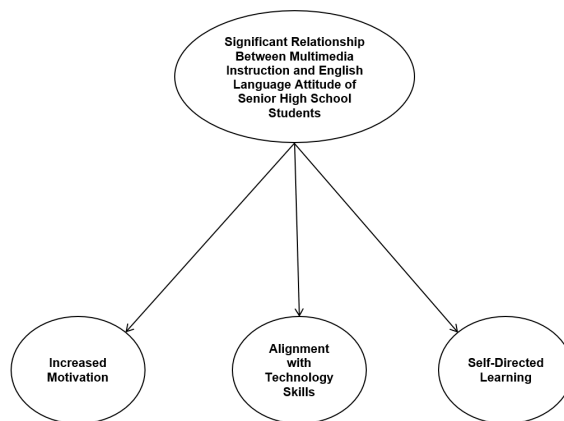 Significant Relationship
Between Multimedia
Instruction and English
Language Attitude of
Senior High School
Students
Increased
Motivation
Alignment
with
Technology
Skills
Self-Directed
Learning